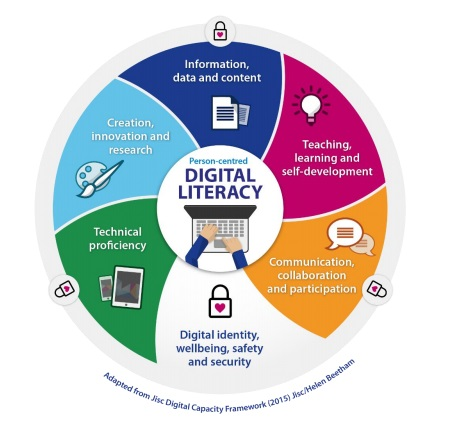 Information,
data and content
Teaching,
learning and
self-development
Communication,
collaboration
and participation
Digital identity,
wellbeing, safety
and security
Technical
proficiency
Creation,
innovation and
research
Person-centred
DIGITAL
LITERACY
Adapted from Jisc Digital Capacity Framework (2015) Jisc/Helen Beetham